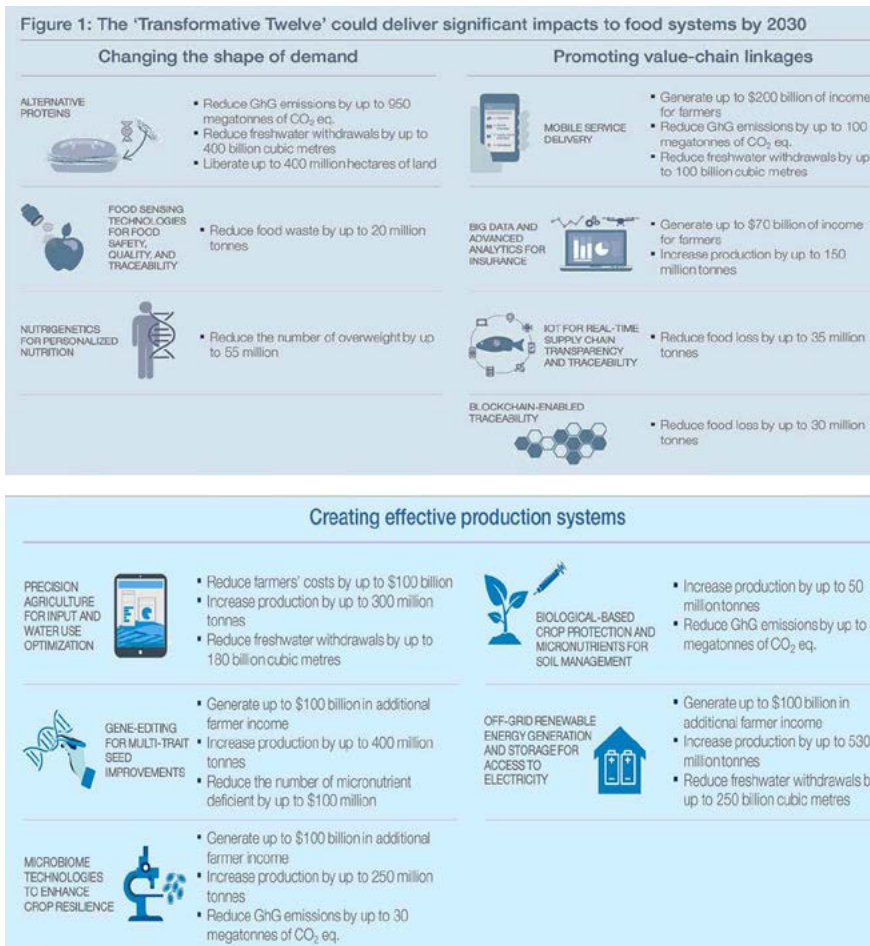 Figure 1: The ‘Transformative Twelve’ could deliver significant impacts to food systems by 2030
Changing the shape of demand
ALTERNATIVE
PROTEINS
▪ Reduce GhG emissions by up to 950
megatonnes of CO₂ eq.
▪ Reduce freshwater withdrawals by up to
400 billion cubic metres
▪ Liberate up to 400 million hectares of land
FOOD SENSING
TECHNOLOGIES
FOR FOOD
SAFETY,
QUALITY, AND
TRACEABILITY
▪ Reduce food waste by up to 20 million
tonnes
NUTRIGENETICS
FOR PERSONALIZED
NUTRITION
▪ Reduce the number of overweight by up
to 55 million
Promoting value-chain linkages
MOBILE SERVICE
DELIVERY
▪ Generate up to $200 billion of income
for farmers
▪ Reduce GhG emissions by up to 100
megatonnes of CO₂ eq.
▪ Reduce freshwater withdrawals by up
to 100 billion cubic metres
BIG DATA AND
ADVANCED
ANALYTICS FOR
INSURANCE
▪ Generate up to $70 billion of income
for farmers
▪ Increase production by up to 150
million tonnes
IOT FOR REAL-TIME
SUPPLY CHAIN
TRANSPARENCY
AND TRACEABILITY
▪ Reduce food loss by up to 35 million
tonnes
BLOCKCHAIN-ENABLED
TRACEABILITY
▪ Reduce food loss by up to 30 million
tonnes
Creating effective production systems
PRECISION
AGRICULTURE
FOR INPUT AND
WATER USE
OPTIMIZATION
▪ Reduce farmers’ costs by up to $100 billion
▪ Increase production by up to 300 million
tonnes
▪ Reduce freshwater withdrawals by up to
180 billion cubic metres
GENE-EDITING
FOR MULTI-TRAIT
SEED
IMPROVEMENTS
▪ Generate up to $100 billion in additional
farmer income
▪ Increase production by up to 400 million
tonnes
▪ Reduce the number of micronutrient
deficient by up to $100 million
MICROBIOME
TECHNOLOGIES
TO ENHANCE
CROP RESILIENCE
▪ Generate up to $100 billion in additional
farmer income
▪ Increase production by up to 250 million
tonnes
▪ Reduce GhG emissions by up to 30
megatonnes of CO₂ eq.
BIOLOGICAL-BASED
CROP PROTECTION AND
MICRONUTRIENTS FOR
SOIL MANAGEMENT
▪ Increase production by up to 50
milliontonnes
▪ Reduce GhG emissions by up to
megatonnes of CO₂ eq.
OFF-GRID RENEWABLE
ENERGY GENERATION
AND STORAGE FOR
ACCESS TO
ELECTRICITY
▪ Generate up to $100 billion in
additional farmer income
▪ Increase production by up to 530
milliontonnes
▪ Reduce freshwater withdrawals
up to 250 billion cubic metres